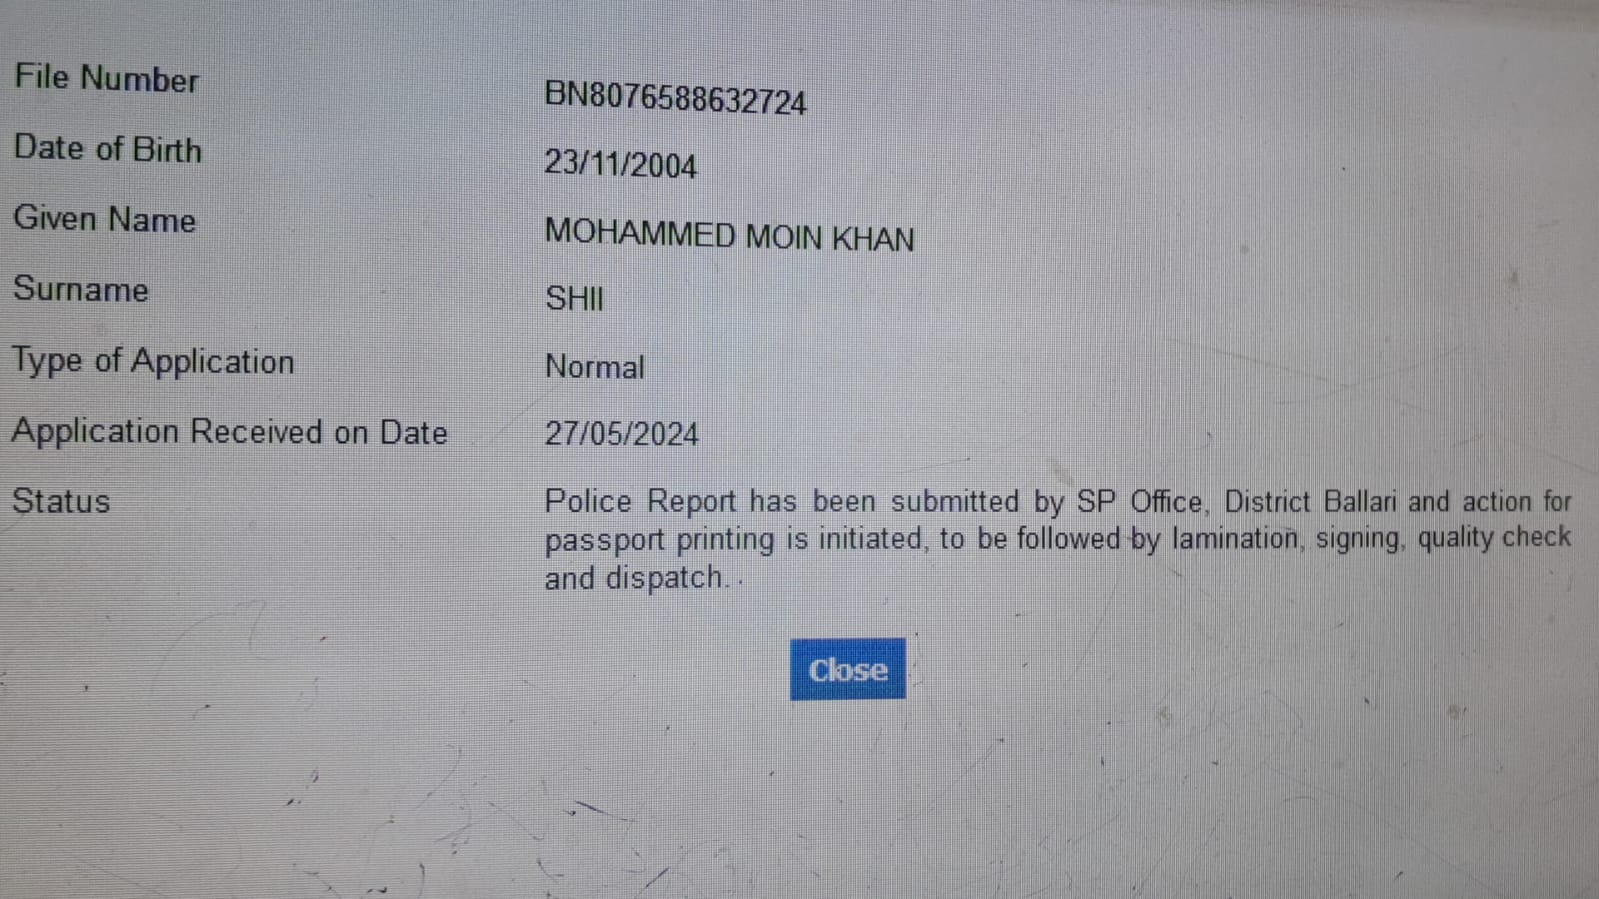 File Number BN8076588632724
Date of Birth 23/11/2004
Given Name MOHAMMED MOIN KHAN
Surname SHII
Type of Application Normal
Application Received on Date 27/05/2024
Status Police Report has been submitted by SP Office, District Ballari and action for
passport printing is initiated, to be followed by lamination, signing, quality check
and dispatch. .
Close